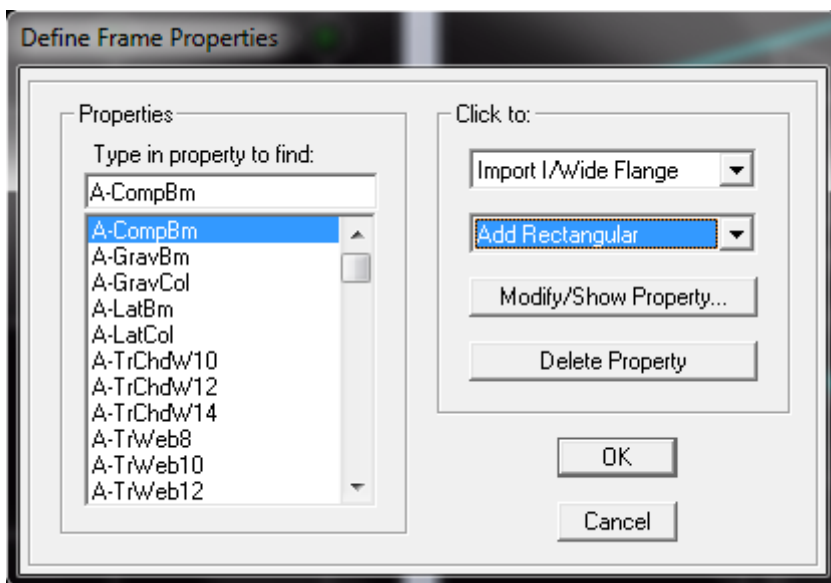 Define Frame Properties
Properties
Type in property to find:
A-CompBm
A-CompBm
A-GravBm
A-GravCol
A-LatBm
A-LatCol
A-TrChdW10
A-TrChdW12
A-TrChdW14
A-TrWeb8
A-TrWeb10
A-TrWeb12
Click to:
Import I/Wide Flange
Add Rectangular
Modify/Show Property...
Delete Property
OK
Cancel